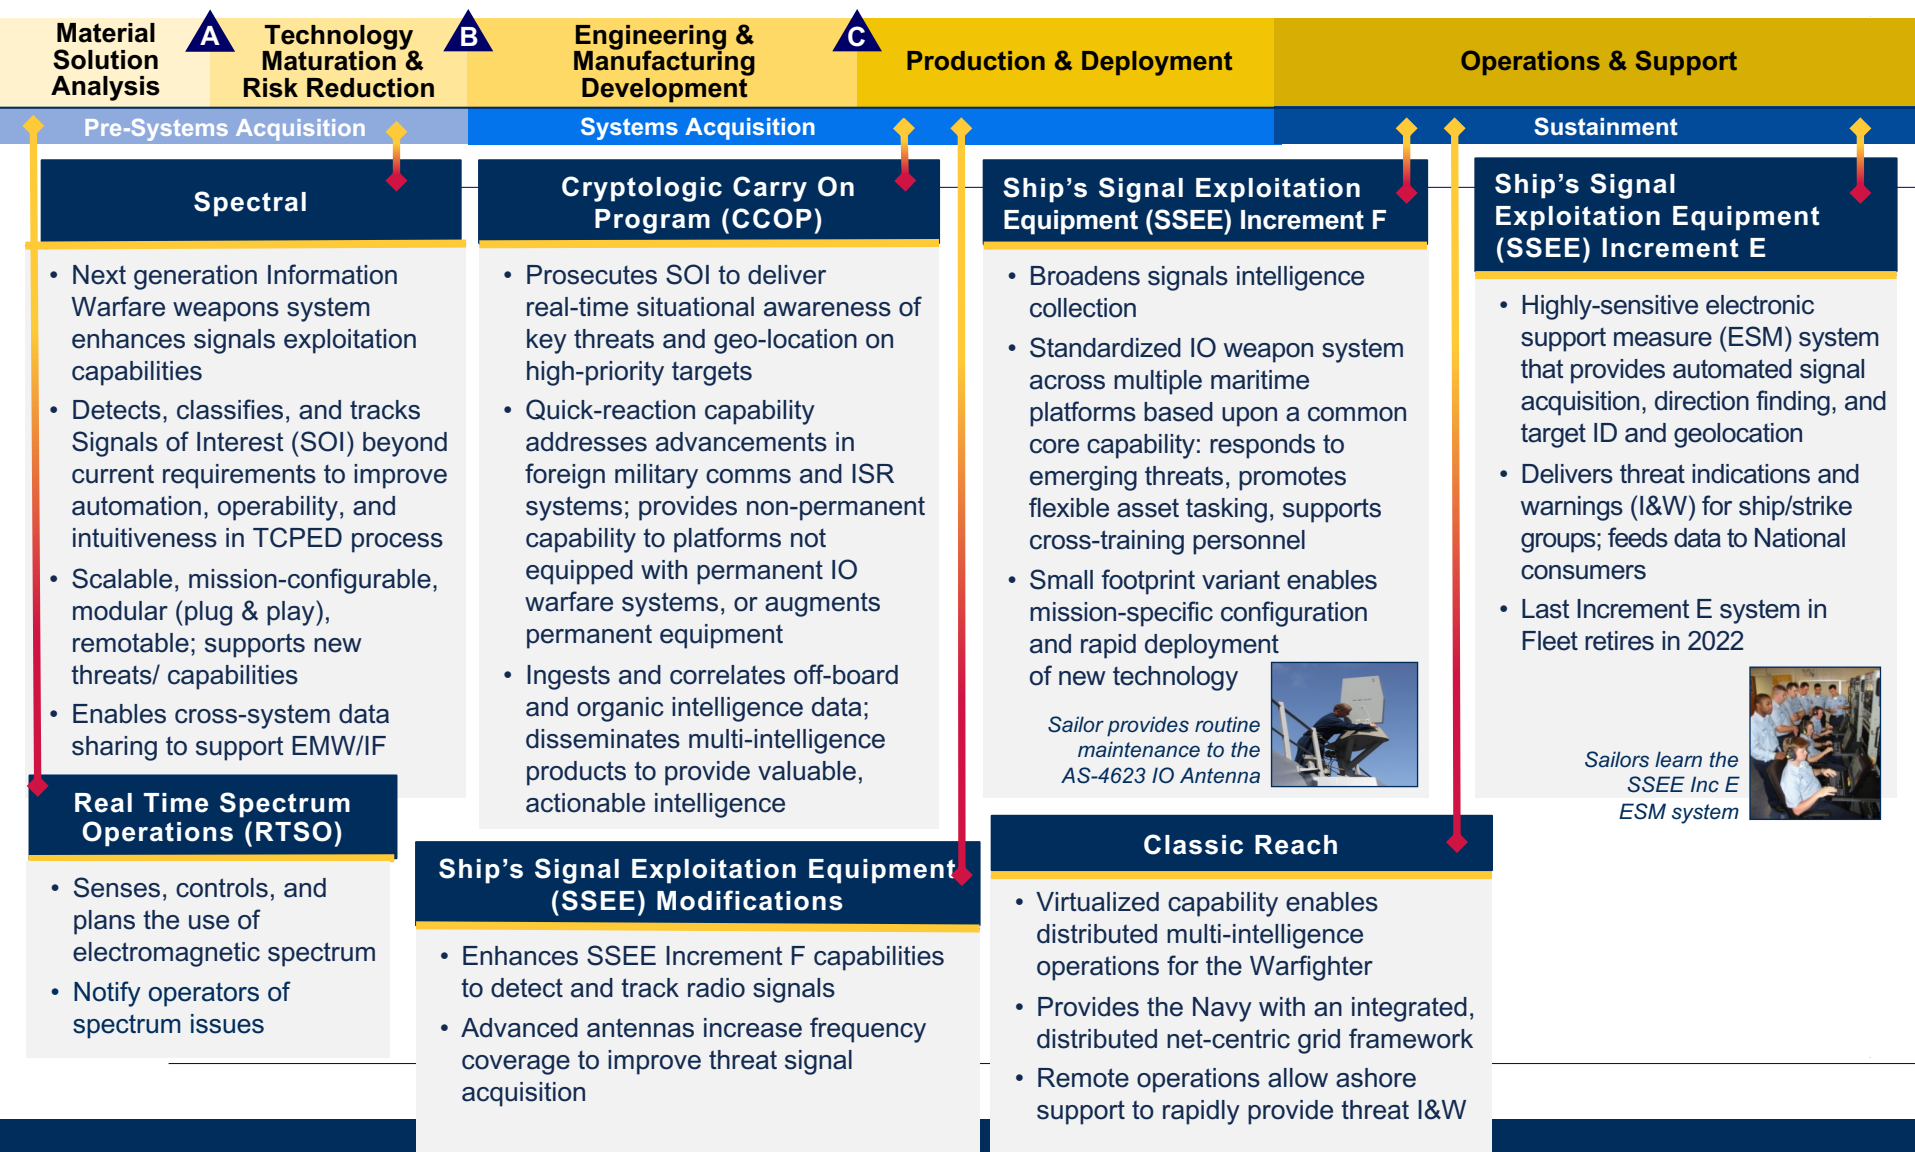 Material
Solution
Analysis
A
Technology
Maturation &
Risk Reduction
B
Engineering &
Manufacturing
Development
C
Production & Deployment
Operations & Support
Pre-Systems Acquisition
Systems Acquisition
Sustainment
Spectral
• Next generation Information
Warfare weapons system
enhances signals exploitation
capabilities
• Detects, classifies, and tracks
Signals of Interest (SOI) beyond
current requirements to improve
automation, operability, and
intuitiveness in TCPED process
• Scalable, mission-configurable,
modular (plug & play),
remotable; supports new
threats/ capabilities
• Enables cross-system data
sharing to support EMW/IF
Real Time Spectrum
Operations (RTSO)
• Senses, controls, and
plans the use of
electromagnetic spectrum
• Notify operators of
spectrum issues
Cryptologic Carry On
Program (CCOP)
• Prosecutes SOI to deliver
real-time situational awareness of
key threats and geo-location on
high-priority targets
• Quick-reaction capability
addresses advancements in
foreign military comms and ISR
systems; provides non-permanent
capability to platforms not
equipped with permanent IO
warfare systems, or augments
permanent equipment
• Ingests and correlates off-board
and organic intelligence data;
disseminates multi-intelligence
products to provide valuable,
actionable intelligence
Ship's Signal Exploitation Equipment
(SSEE) Modifications
• Enhances SSEE Increment F capabilities
to detect and track radio signals
• Advanced antennas increase frequency
coverage to improve threat signal
acquisition
Ship's Signal Exploitation
Equipment (SSEE) Increment F
• Broadens signals intelligence
collection
• Standardized IO weapon system
across multiple maritime
platforms based upon a common
core capability: responds to
emerging threats, promotes
flexible asset tasking, supports
cross-training personnel
• Small footprint variant enables
mission-specific configuration
and rapid deployment
of new technology
Sailor provides routine
maintenance to the
AS-4623 IO Antenna
Classic Reach
• Virtualized capability enables
distributed multi-intelligence
operations for the Warfighter
• Provides the Navy with an integrated,
distributed net-centric grid framework
• Remote operations allow ashore
support to rapidly provide threat I&W
Ship's Signal
Exploitation Equipment
(SSEE) Increment E
• Highly-sensitive electronic
support measure (ESM) system
that provides automated signal
acquisition, direction finding, and
target ID and geolocation
• Delivers threat indications and
warnings (I&W) for ship/strike
groups; feeds data to National
consumers
• Last Increment E system in
Fleet retires in 2022
Sailors learn the
SSEE Inc E
ESM system